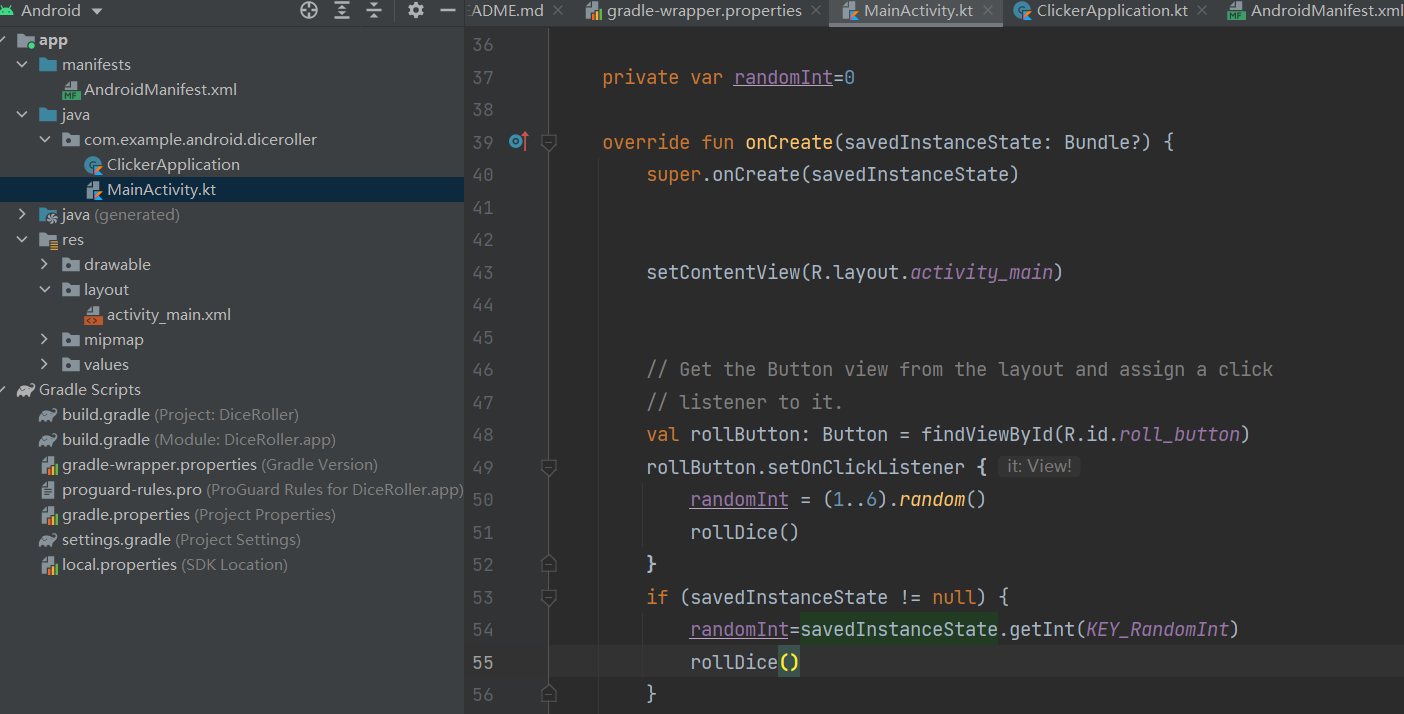 Android
app
manifests
AndroidManifest.xml
java
com.example.android.diceroller
ClickerApplication
MainActivity.kt
java (generated)
res
drawable
layout
activity_main.xml
mipmap
values
Gradle Scripts
build.gradle (Project: DiceRoller)
build.gradle (Module: DiceRoller.app)
gradle-wrapper.properties (Gradle Version)
proguard-rules.pro (ProGuard Rules for DiceRoller.app)
gradle.properties (Project Properties)
settings.gradle (Project Settings)
local.properties (SDK Location)
ADME.md gradle-wrapper.properties MainActivity.kt ClickerApplication.kt AndroidManifest.xml
36
37 private var randomInt=0
38
39 override fun onCreate(savedInstanceState: Bundle?) {
40 super.onCreate(savedInstanceState)
41
42
43 setContentView(R.layout.activity_main)
44
45
46 // Get the Button view from the layout and assign a click
47 // listener to it.
48 val rollButton: Button = findViewById(R.id.roll_button)
49 rollButton.setOnClickListener { it: View!
50 randomInt = (1..6).random()
51 rollDice()
52 }
53 if (savedInstanceState != null) {
54 randomInt=savedInstanceState.getInt(KEY_RandomInt)
55 rollDice()
56 }